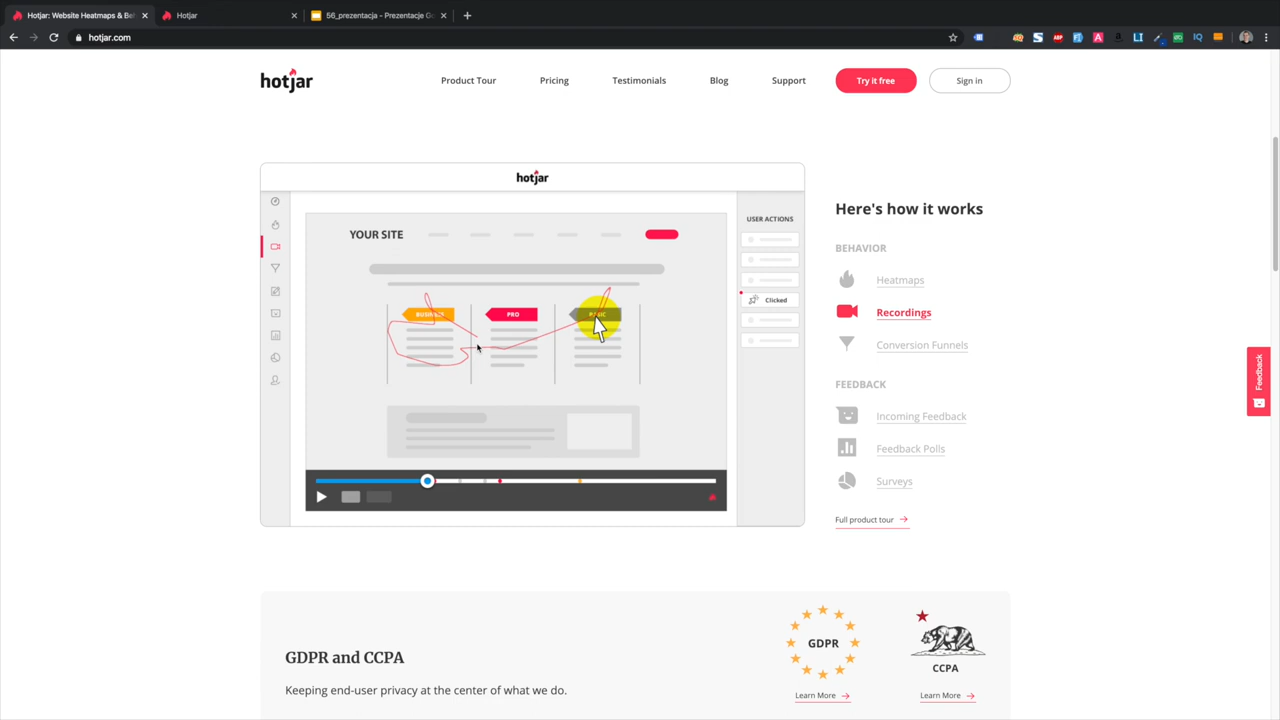 Hotjar: Website Heatmaps & Be
Hotjar
56_prezentacja - Prezentacje Go
hotjar.com
hotjar
Product Tour
Pricing
Testimonials
Blog
Support
Try it free
Sign in
hotjar
YOUR SITE
BUSINESS
PRO
BASIC
USER ACTIONS
Clicked
Here's how it works
BEHAVIOR
Heatmaps
Recordings
Conversion Funnels
FEEDBACK
Incoming Feedback
Feedback Polls
Surveys
Full product tour
Feedback
GDPR and CCPA
Keeping end-user privacy at the center of what we do.
GDPR
Learn More
CCPA
Learn More